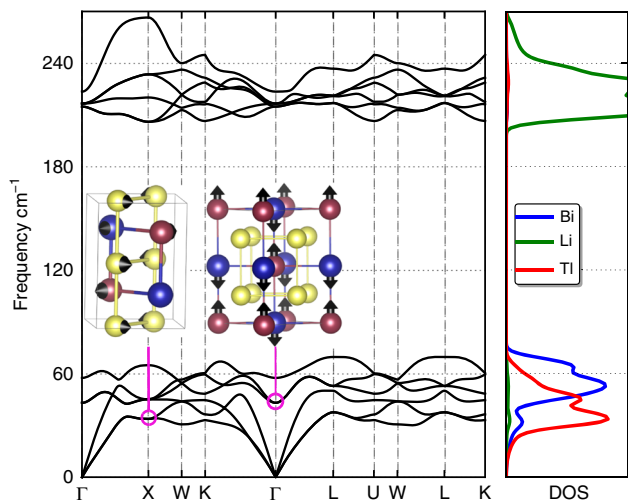 240
180
120
60
0
Frequency cm⁻¹
Γ X W K Γ L U W L K
Bi
Li
Tl
DOS